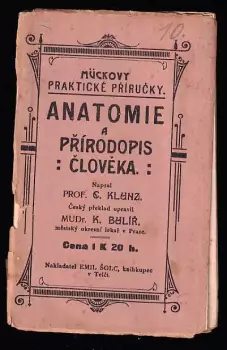 10.
MÜCKOVY
PRAKTICKÉ PŘÍRUČKY.
ANATOMIE
A
PŘÍRODOPIS
: ČLOVĚKA. :
Napsal
PROF. C. KLUNZ.
Český překlad upravil
MUDr. K. BULÍŘ,
městský okresní lékař v Praze.
Cena 1 K 20 h.
Nakladatel EMIL ŠOLC, knihkupec
v Telči.